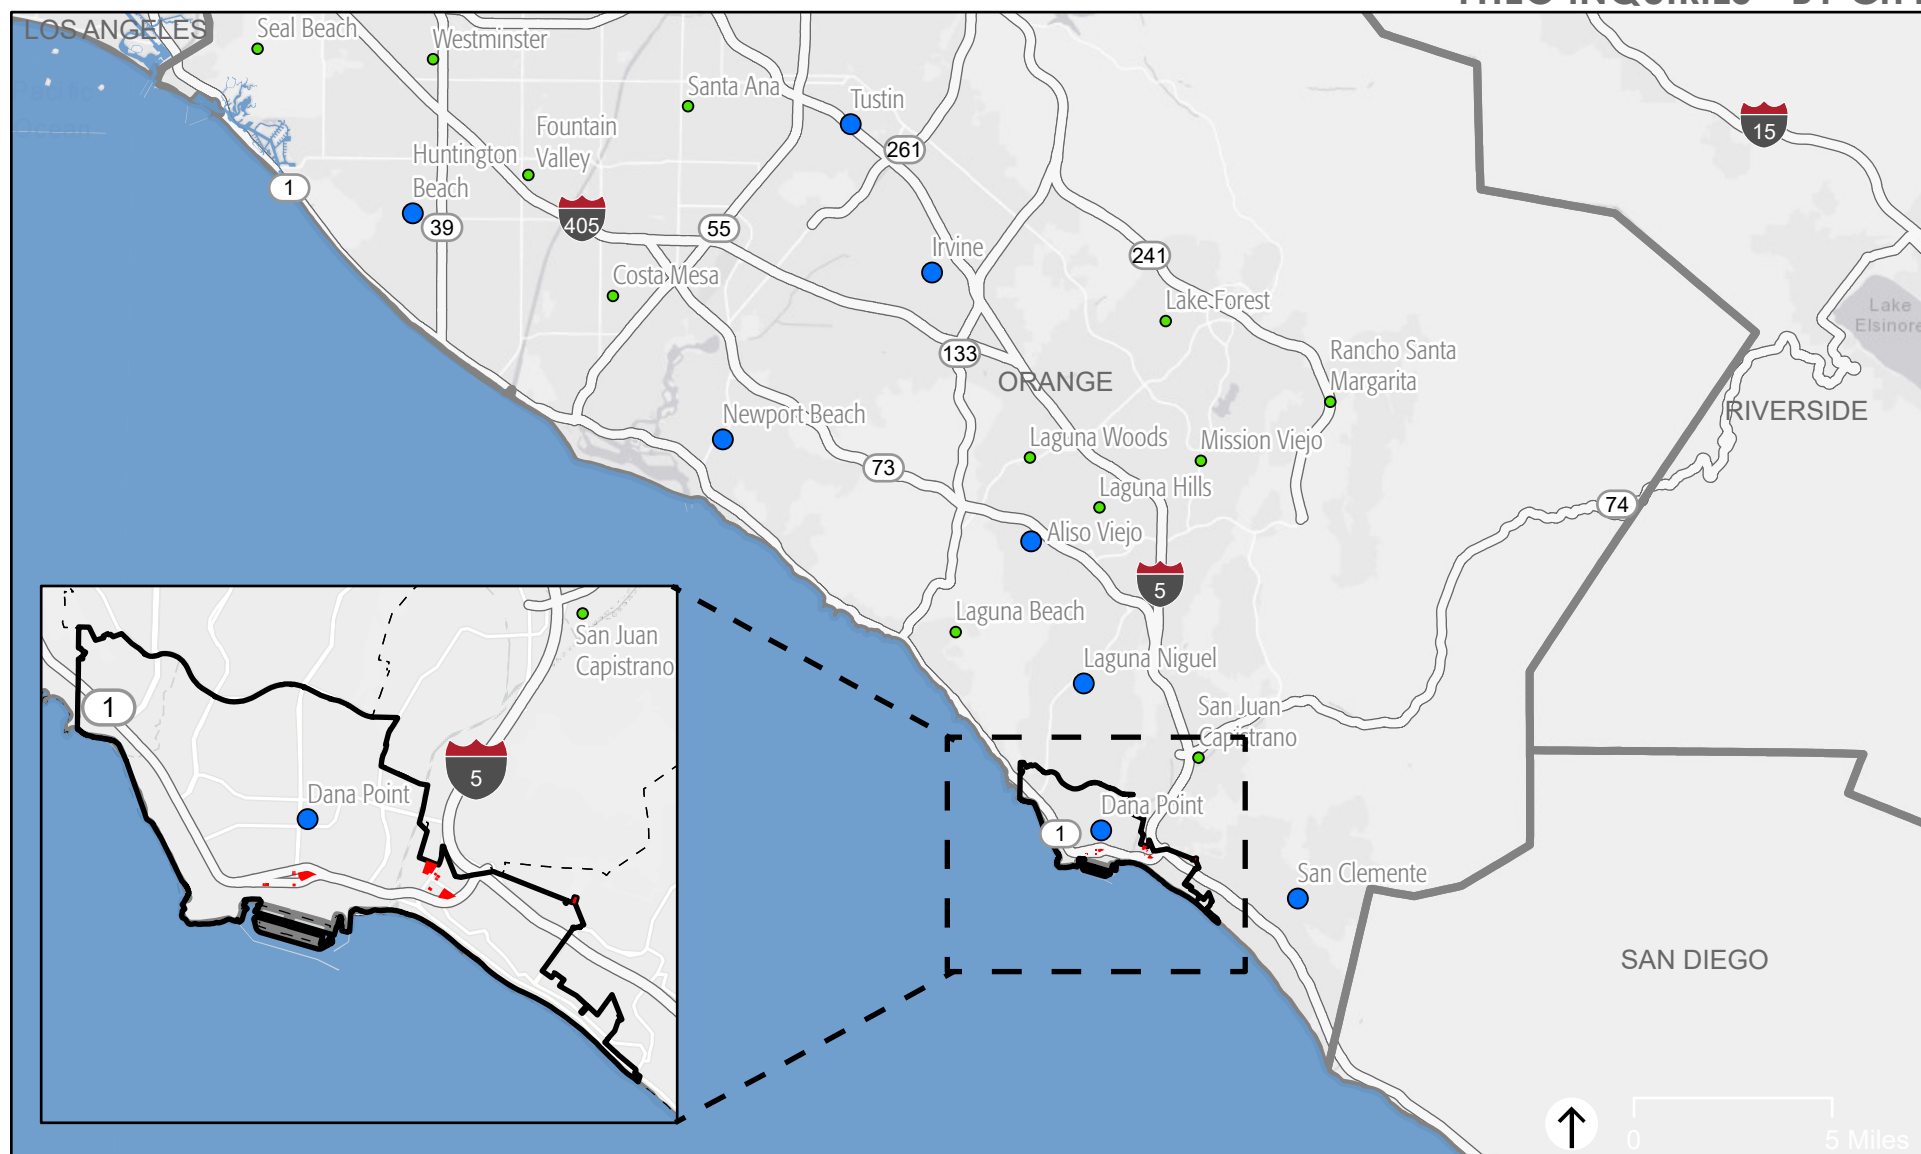 LOS ANGELES
Seal Beach
Westminster
Pacific
Ocean
Santa Ana
Tustin
15
Fountain
Valley
261
Huntington
Beach
1
39
405
55
Irvine
241
Costa Mesa
Lake Forest
Lake
Elsinore
133
ORANGE
Rancho Santa
Margarita
RIVERSIDE
Newport Beach
Laguna Woods
Mission Viejo
73
Laguna Hills
74
Aliso Viejo
5
Laguna Beach
San Juan
Capistrano
Laguna Niguel
1
San Juan
Capistrano
5
Dana Point
Dana Point
1
San Clemente
SAN DIEGO
0
5 Miles